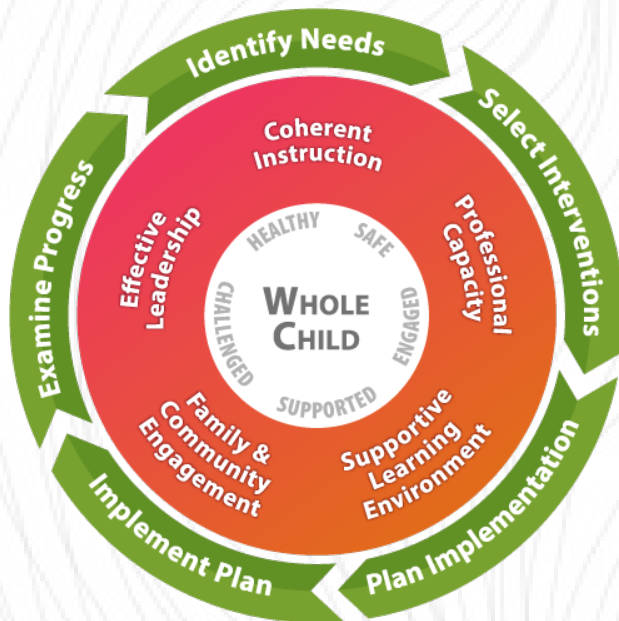 Identify Needs
Select Interventions
Plan Implementation
Implement Plan
Examine Progress
Coherent
Instruction
Professional
Capacity
Supportive
Learning
Environment
Family &
Community
Engagement
Effective
Leadership
HEALTHY
SAFE
ENGAGED
SUPPORTED
CHALLENGED
WHOLE
CHILD